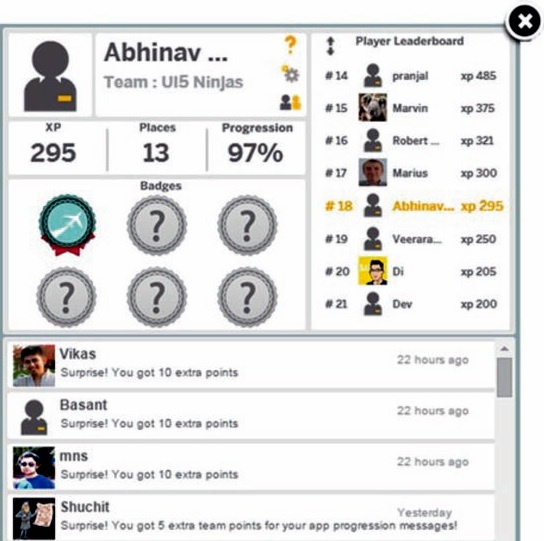 Abhinav ...
Team : UI5 Ninjas
?
XP
295
Places
13
Progression
97%
Badges
?
?
?
?
?
Player Leaderboard
# 14 pranjal xp 485
# 15 Marvin xp 375
# 16 Robert ... xp 321
# 17 Marius xp 300
# 18 Abhinav... xp 295
# 19 Veerara... xp 250
# 20 Di xp 205
# 21 Dev xp 200
Vikas
Surprise! You got 10 extra points
22 hours ago
Basant
Surprise! You got 10 extra points
22 hours ago
mns
Surprise! You got 10 extra points
22 hours ago
Shuchit
Surprise! You got 5 extra team points for your app progression messages!
Yesterday